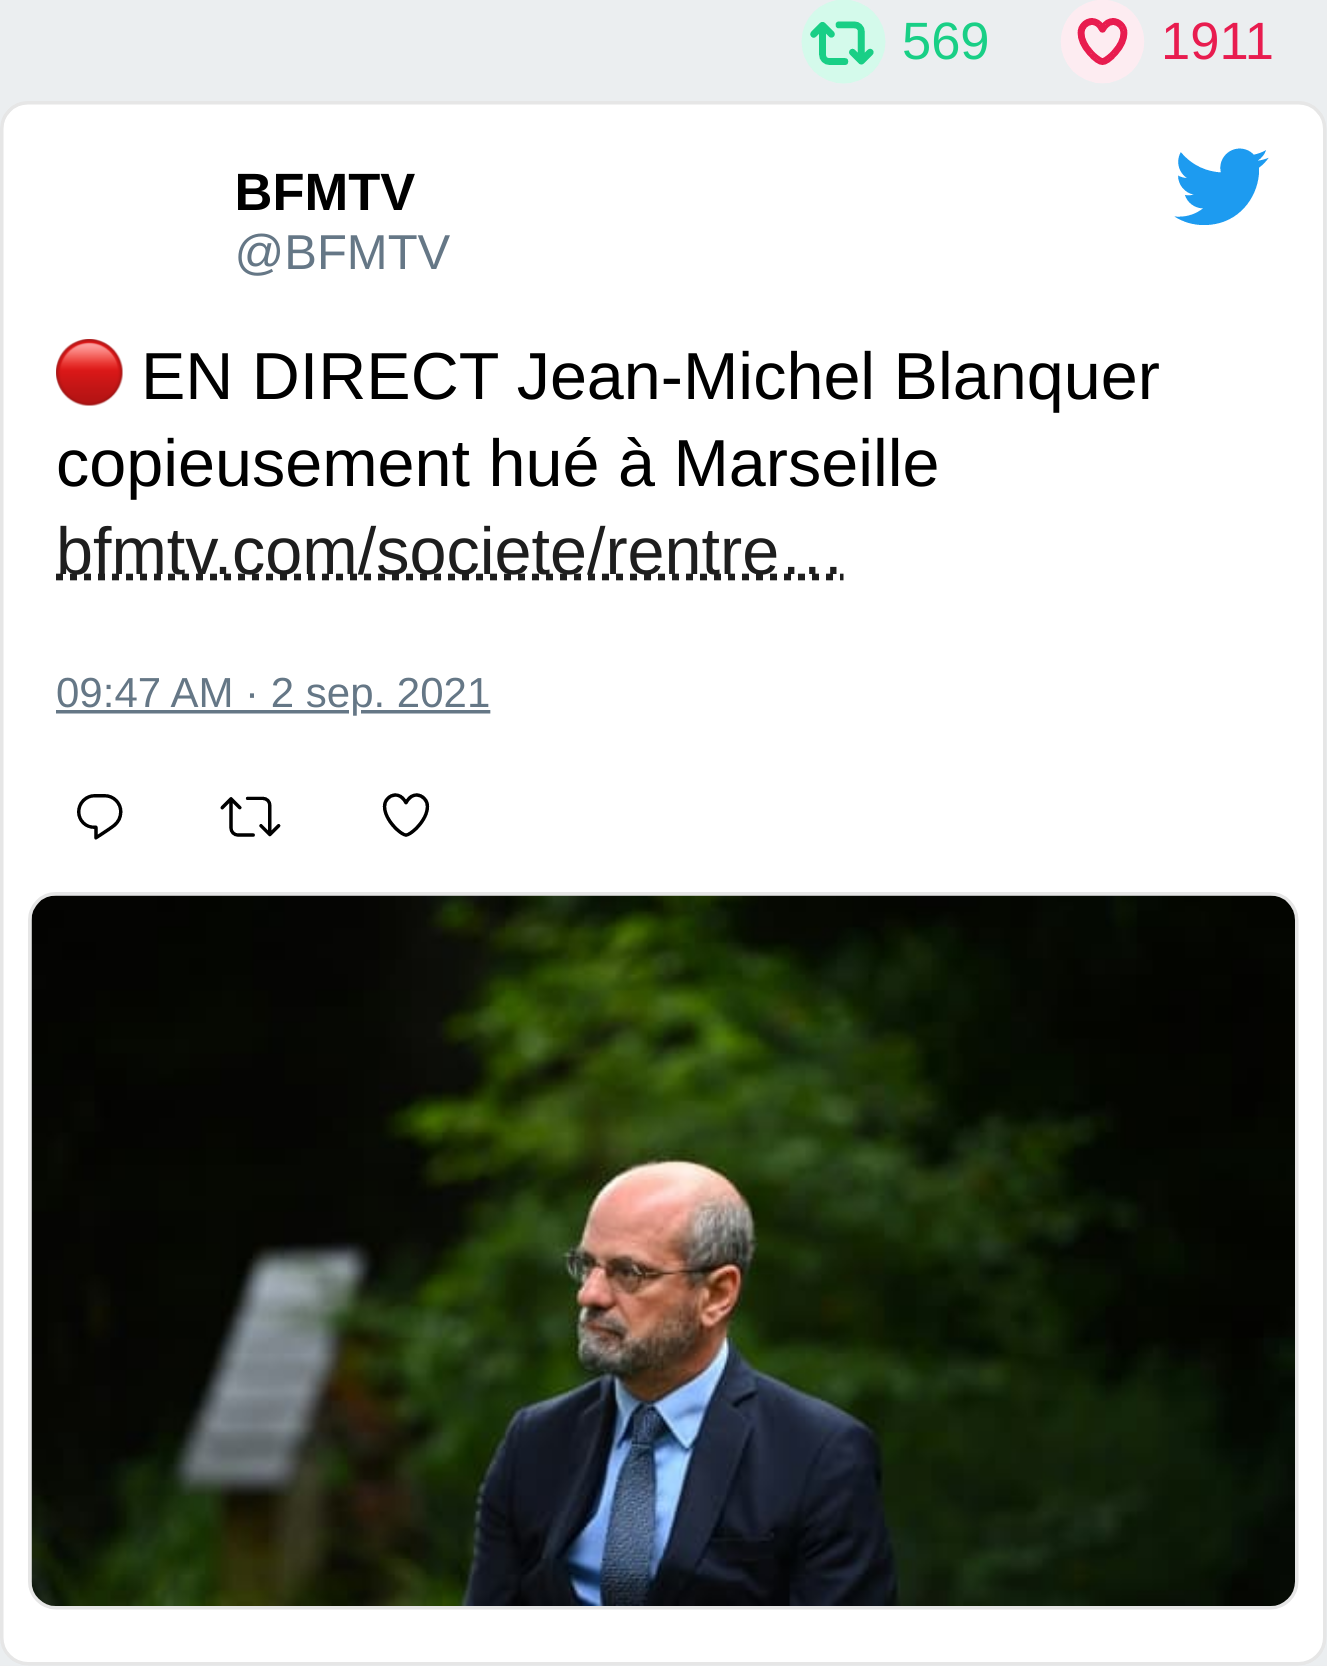 569 1911
BFMTV
@BFMTV
🔴 EN DIRECT Jean-Michel Blanquer
copieusement hué à Marseille
bfmtv.com/societe/rentre…
09:47 AM · 2 sep. 2021